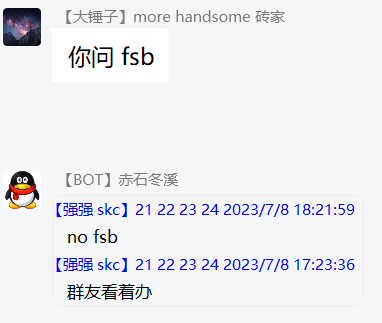 【大锤子】more handsome 砖家
你问 fsb
【BOT】赤石冬溪
【强强 skc】21 22 23 24 2023/7/8 18:21:59
no fsb
【强强 skc】21 22 23 24 2023/7/8 17:23:36
群友看着办